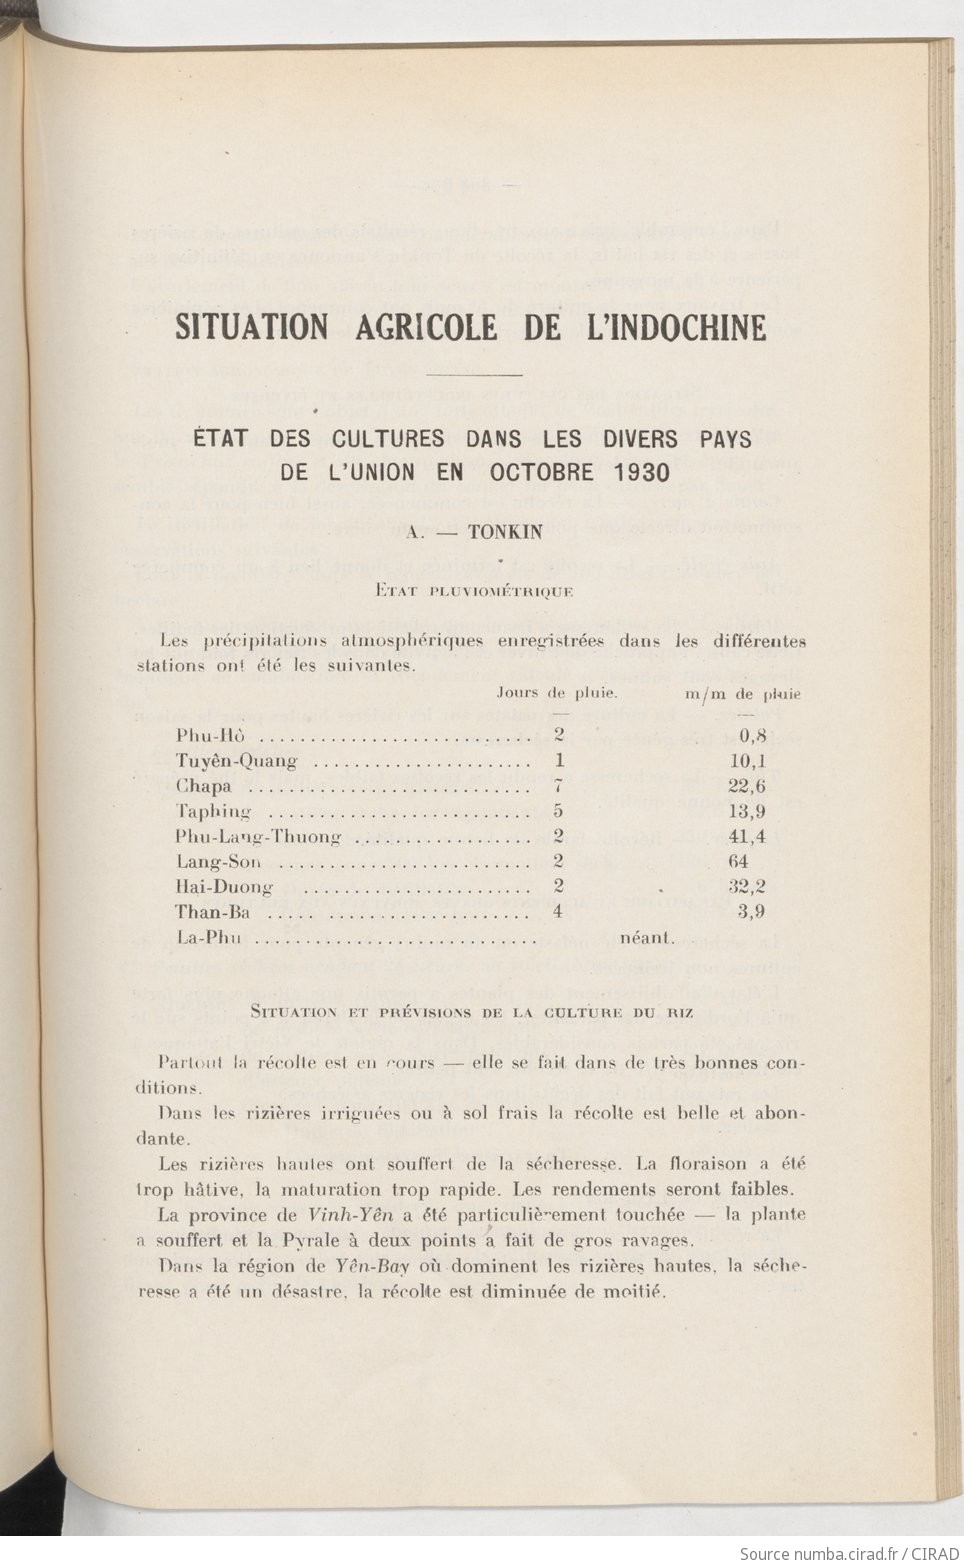 SITUATION AGRICOLE DE L'INDOCHINE
ÉTAT DES CULTURES DANS LES DIVERS PAYS
DE L'UNION EN OCTOBRE 1930
A. — TONKIN
ETAT PLUVIOMÉTRIQUE
Les précipitations atmosphériques enregistrées dans les différentes
stations ont été les suivantes.
Jours de pluie. m/m de pluie
Phu-Hô ........................... 2 0,8
Tuyên-Quang ...................... 1 10,1
Chapa ............................ 7 22,6
Taphing .......................... 5 13,9
Phu-Lang-Thuong .................. 2 41,4
Lang-Son ......................... 2 64
Hai-Duong ....................... 2 32,2
Than-Ba ..... .................... 4 3,9
La-Phu ............................ néant.
SITUATION ET PRÉVISIONS DE LA CULTURE DU RIZ
Partout la récolte est en cours — elle se fait dans de très bonnes con-
ditions.
Dans les rizières irriguées ou à sol frais la récolte est belle et abon-
dante.
Les rizières hautes ont souffert de la sécheresse. La floraison a été
trop hâtive, la maturation trop rapide. Les rendements seront faibles.
La province de Vinh-Yên a été particulièrement touchée — la plante
a souffert et la Pyrale à deux points a fait de gros ravages.
Dans la région de Yên-Bay où dominent les rizières hautes, la séche-
resse a été un désastre, la récolte est diminuée de moitié.
Source numba.cirad.fr / CIRAD